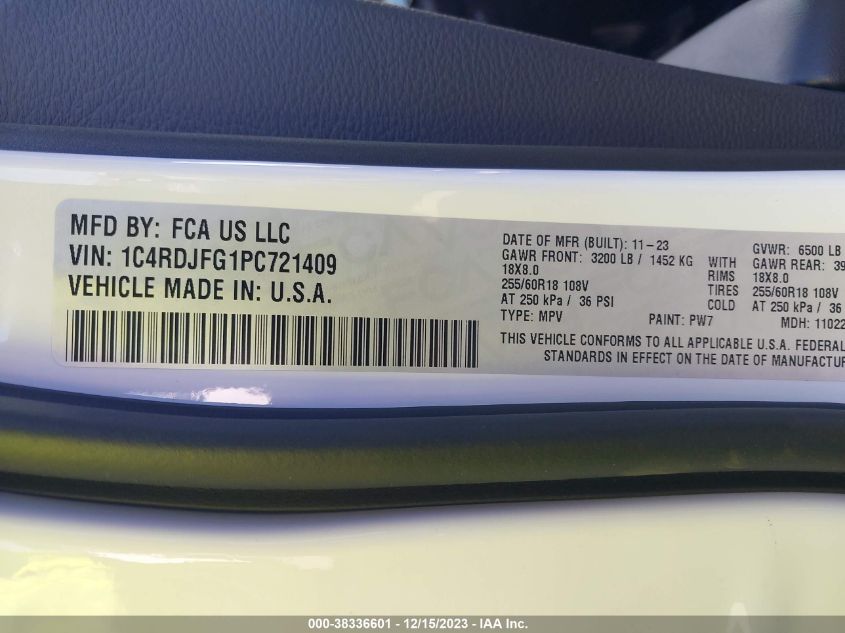 MFD BY: FCA US LLC
VIN: 1C4RDJFG1PC721409
VEHICLE MADE IN: U.S.A.
DATE OF MFR (BUILT): 11-23
GVWR: 6500 LB
GAWR FRONT: 3200 LB / 1452 KG WITH GAWR REAR: 39
18X8.0 RIMS 18X8.0
255/60R18 108V TIRES 255/60R18 108V
AT 250 kPa / 36 PSI COLD AT 250 kPa / 36
TYPE: MPV PAINT: PW7 MDH: 11022
THIS VEHICLE CONFORMS TO ALL APPLICABLE U.S.A. FEDERAL
STANDARDS IN EFFECT ON THE DATE OF MANUFACTUR
000-38336601 - 12/15/2023 - IAA Inc.